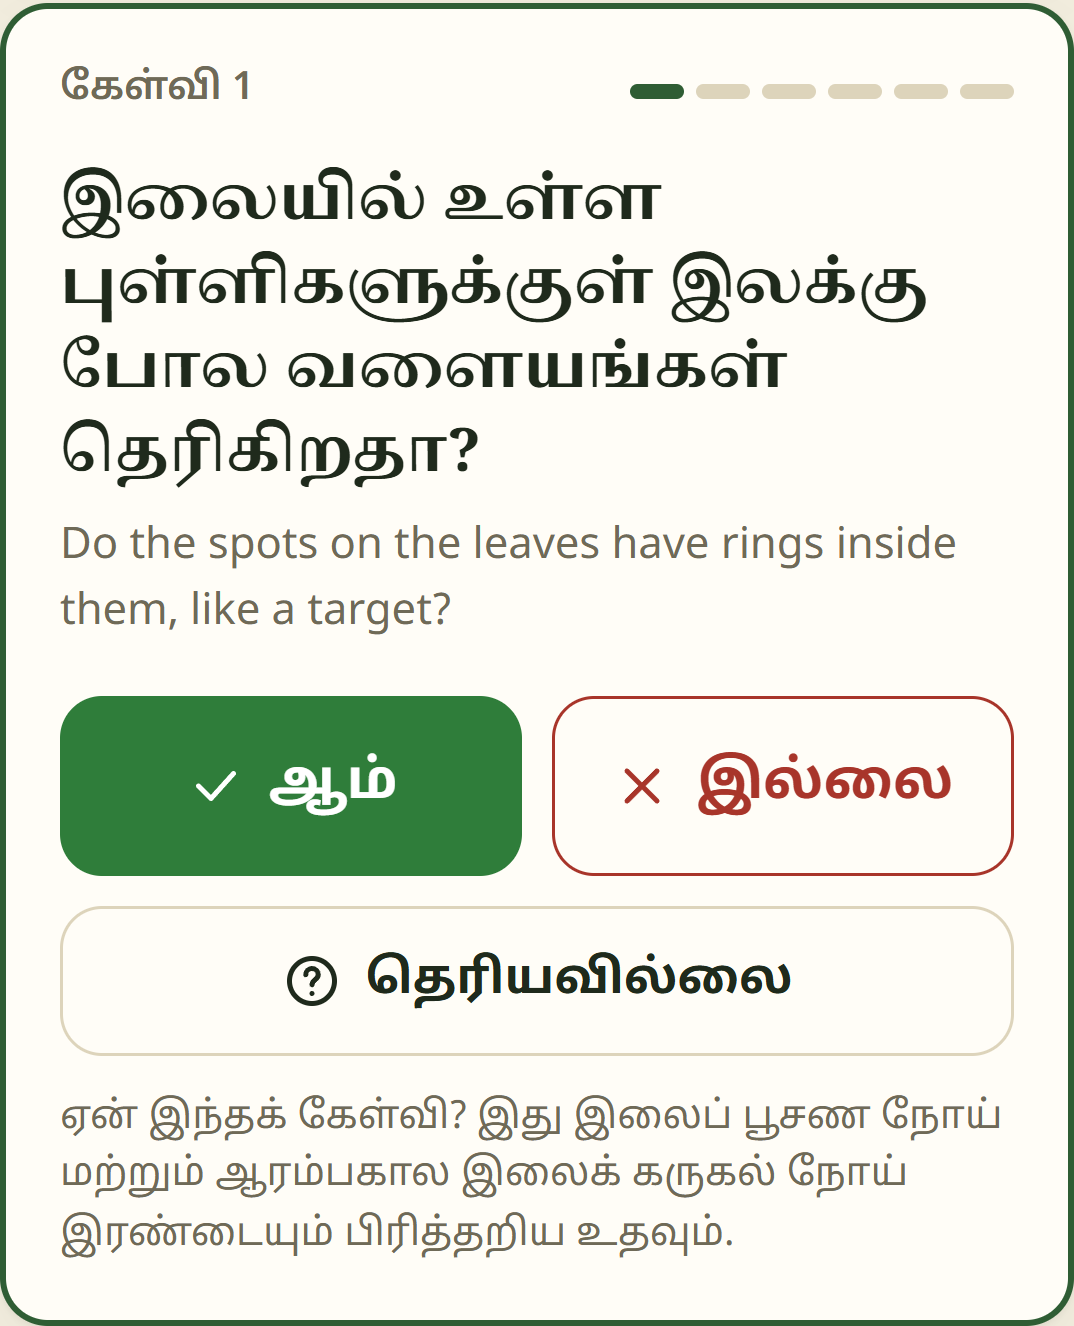 கேள்வி 1
இலையில் உள்ள
புள்ளிகளுக்குள் இலக்கு
போல வளையங்கள்
தெரிகிறதா?
Do the spots on the leaves have rings inside
them, like a target?
ஆம்
இல்லை
தெரியவில்லை
ஏன் இந்தக் கேள்வி? இது இலைப் பூசண நோய்
மற்றும் ஆரம்பகால இலைக் கருகல் நோய்
இரண்டையும் பிரித்தறிய உதவும்.